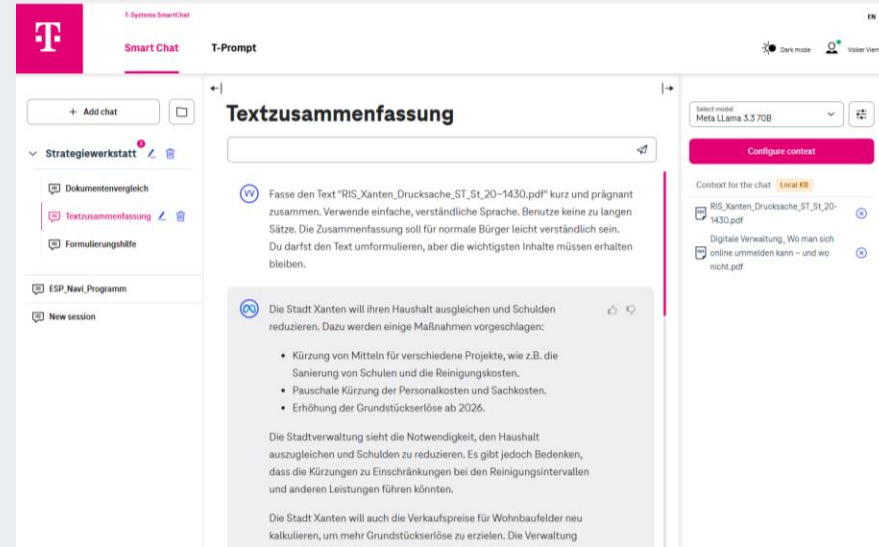 T-Systems SmartChat
EN
T
Smart Chat
T-Prompt
Dark mode
Volker Viem
+ Add chat
Strategiewerkstatt
Dokumentenvergleich
Textzusammenfassung
Formulierungshilfe
ESP_Navi_Programm
New session
Textzusammenfassung
VV
Fasse den Text "RIS_Xanten_Drucksache_ST_St_20-1430.pdf" kurz und prägnant
zusammen. Verwende einfache, verständliche Sprache. Benutze keine zu langen
Sätze. Die Zusammenfassung soll für normale Bürger leicht verständlich sein.
Du darfst den Text umformulieren, aber die wichtigsten Inhalte müssen erhalten
bleiben.
Die Stadt Xanten will ihren Haushalt ausgleichen und Schulden
reduzieren. Dazu werden einige Maßnahmen vorgeschlagen:
• Kürzung von Mitteln für verschiedene Projekte, wie z.B. die
Sanierung von Schulen und die Reinigungskosten.
• Pauschale Kürzung der Personalkosten und Sachkosten.
• Erhöhung der Grundstückserlöse ab 2026.
Die Stadtverwaltung sieht die Notwendigkeit, den Haushalt
auszugleichen und Schulden zu reduzieren. Es gibt jedoch Bedenken,
dass die Kürzungen zu Einschränkungen bei den Reinigungsintervallen
und anderen Leistungen führen könnten.
Die Stadt Xanten will auch die Verkaufspreise für Wohnbaufelder neu
kalkulieren, um mehr Grundstückserlöse zu erzielen. Die Verwaltung
Select model
Meta LLama 3.3 70B
Configure context
Context for the chat Local KB
RIS_Xanten_Drucksache_ST_St_20-
1430.pdf
Digitale Verwaltung_ Wo man sich
online ummelden kann – und wo
nicht.pdf